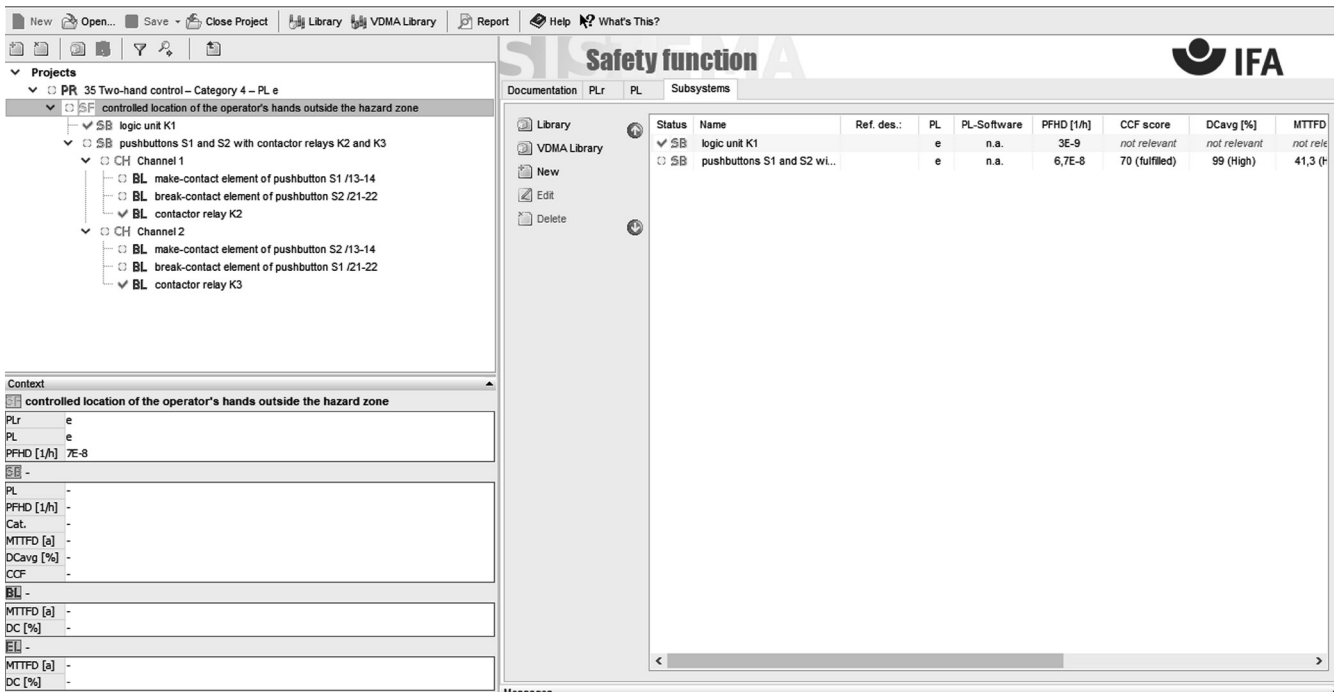 New Open... Save Close Project Library VDMA Library Report Help What's This?
Projects
PR 35 Two-hand control – Category 4 – PL e
SF controlled location of the operator's hands outside the hazard zone
SB logic unit K1
SB pushbuttons S1 and S2 with contactor relays K2 and K3
CH Channel 1
BL make-contact element of pushbutton S1 /13-14
BL break-contact element of pushbutton S2 /21-22
BL contactor relay K2
CH Channel 2
BL make-contact element of pushbutton S2 /13-14
BL break-contact element of pushbutton S1 /21-22
BL contactor relay K3
Context
SF controlled location of the operator's hands outside the hazard zone
PLr e
PL e
PFHD [1/h] 7E-8
SB -
PL -
PFHD [1/h] -
Cat. -
MTTFD [a] -
DCavg [%] -
CCF -
BL -
MTTFD [a] -
DC [%] -
EL -
MTTFD [a] -
DC [%] -
SISTEMA
Safety function
IFA
Documentation PLr PL Subsystems
Library
VDMA Library
New
Edit
Delete
Status Name Ref. des.: PL PL-Software PFHD [1/h] CCF score DCavg [%] MTTFD
SB logic unit K1 e n.a. 3E-9 not relevant not relevant not rele
SB pushbuttons S1 and S2 wi... e n.a. 6,7E-8 70 (fulfilled) 99 (High) 41,3 (H